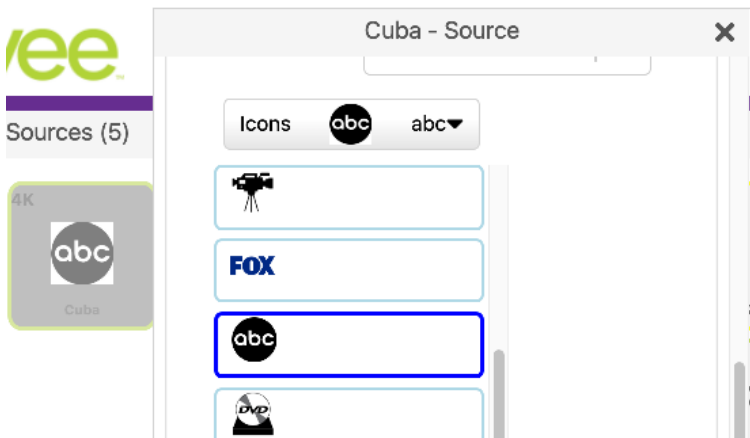 vee
Cuba - Source
Sources (5)
Icons abc abc
4K
abc
Cuba
FOX
abc
DVD